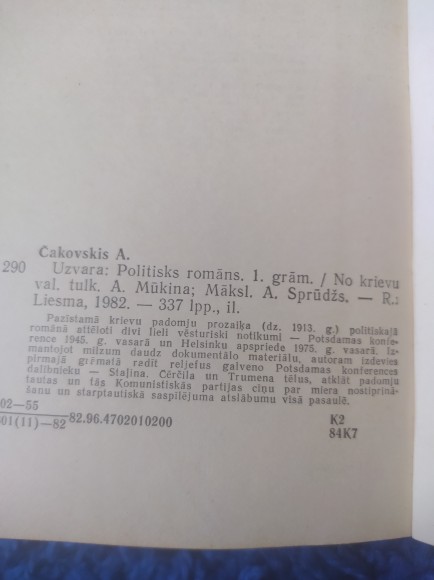 Čakovskis A.
290 Uzvara: Politisks romāns. 1. grām. / No krievu
val. tulk. A. Mūkina; Māksl. A. Sprūdžs. — R.:
Liesma, 1982. — 337 lpp., il.
Pazīstamā krievu padomju prozaiķa (dz. 1913. g.) politiskajā
romānā attēloti divi lieli vēsturiski notikumi — Potsdamas konfe-
rence 1945. g. vasarā un Helsinku apspriede 1975. g. vasarā. Iz-
mantojot milzum daudz dokumentālo materiālu, autoram izdevies
pirmajā grāmatā radīt reljefus galveno Potsdamas konferences
dalībnieku — Staļina, Čērčila un Trumena tēlus, atklāt padomju
tautas un tās Komunistiskās partijas cīņu par miera nostiprinā-
šanu un starptautiskā saspīlējuma atslābumu visā pasaulē.
02—55
601(11)—82 82.96.4702010200 K2
84K7